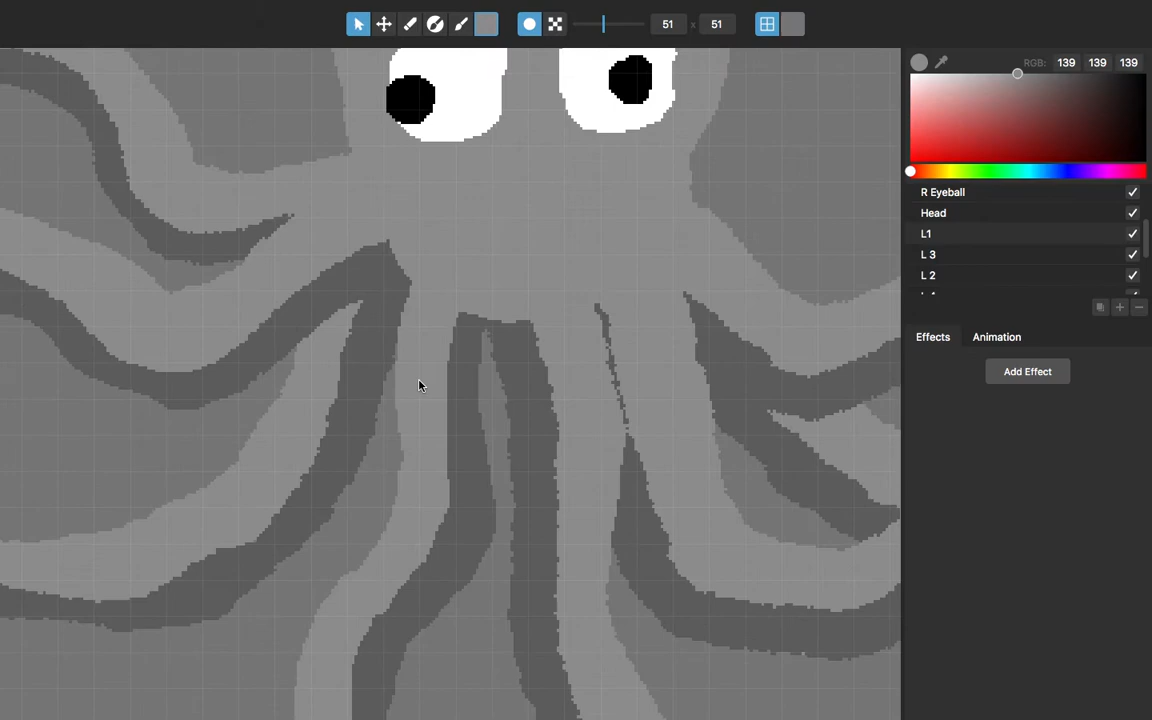 51 x 51
RGB: 139 139 139
R Eyeball
Head
L1
L 3
L 2
Effects Animation
Add Effect